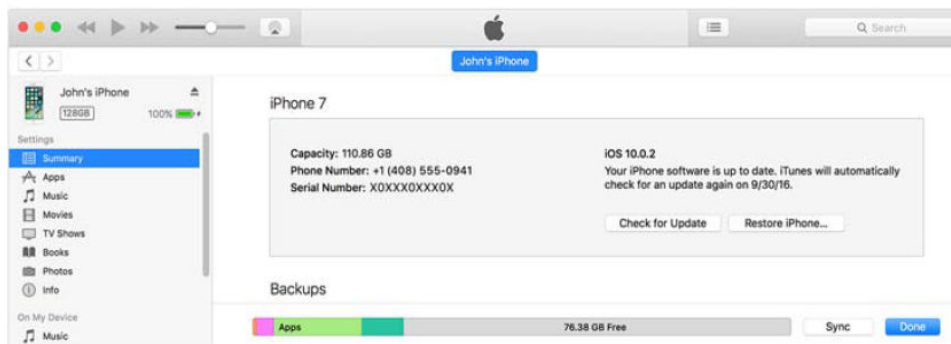 Search
John's iPhone
John's iPhone
128GB
100%
Settings
Summary
Apps
Music
Movies
TV Shows
Books
Photos
Info
On My Device
Music
iPhone 7
Capacity: 110.86 GB
Phone Number: +1 (408) 555-0941
Serial Number: X0XXX0XXX0X
iOS 10.0.2
Your iPhone software is up to date. iTunes will automatically
check for an update again on 9/30/16.
Check for Update
Restore iPhone...
Backups
Apps
76.38 GB Free
Sync
Done